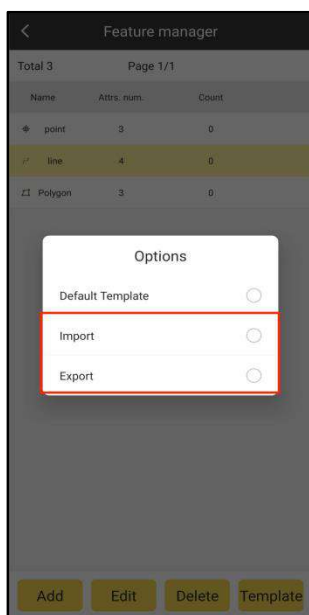 Feature manager
Total 3 Page 1/1
Name Attrs. num. Count
point 3 0
line 4 0
Polygon 3 0
Options
Default Template
Import
Export
Add Edit Delete Template